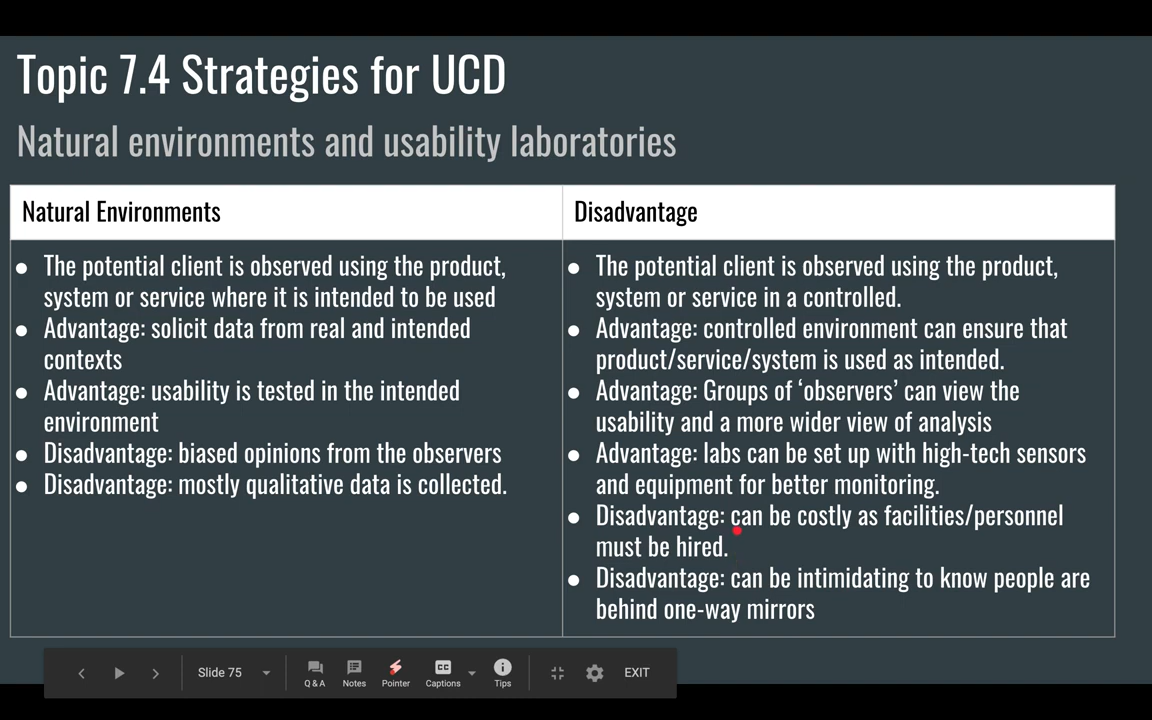 Topic 7.4 Strategies for UCD
Natural environments and usability laboratories
Natural Environments
● The potential client is observed using the product,
system or service where it is intended to be used
● Advantage: solicit data from real and intended
contexts
● Advantage: usability is tested in the intended
environment
● Disadvantage: biased opinions from the observers
● Disadvantage: mostly qualitative data is collected.
Disadvantage
● The potential client is observed using the product,
system or service in a controlled.
● Advantage: controlled environment can ensure that
product/service/system is used as intended.
● Advantage: Groups of ‘observers’ can view the
usability and a more wider view of analysis
● Advantage: labs can be set up with high-tech sensors
and equipment for better monitoring.
● Disadvantage: can be costly as facilities/personnel
must be hired.
● Disadvantage: can be intimidating to know people are
behind one-way mirrors
Slide 75
Q & A
Notes
Pointer
CC
Captions
Tips
EXIT